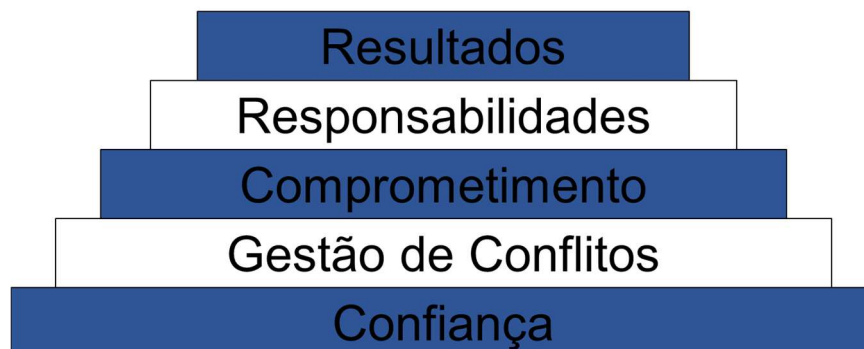 Resultados
Responsabilidades
Comprometimento
Gestão de Conflitos
Confiança